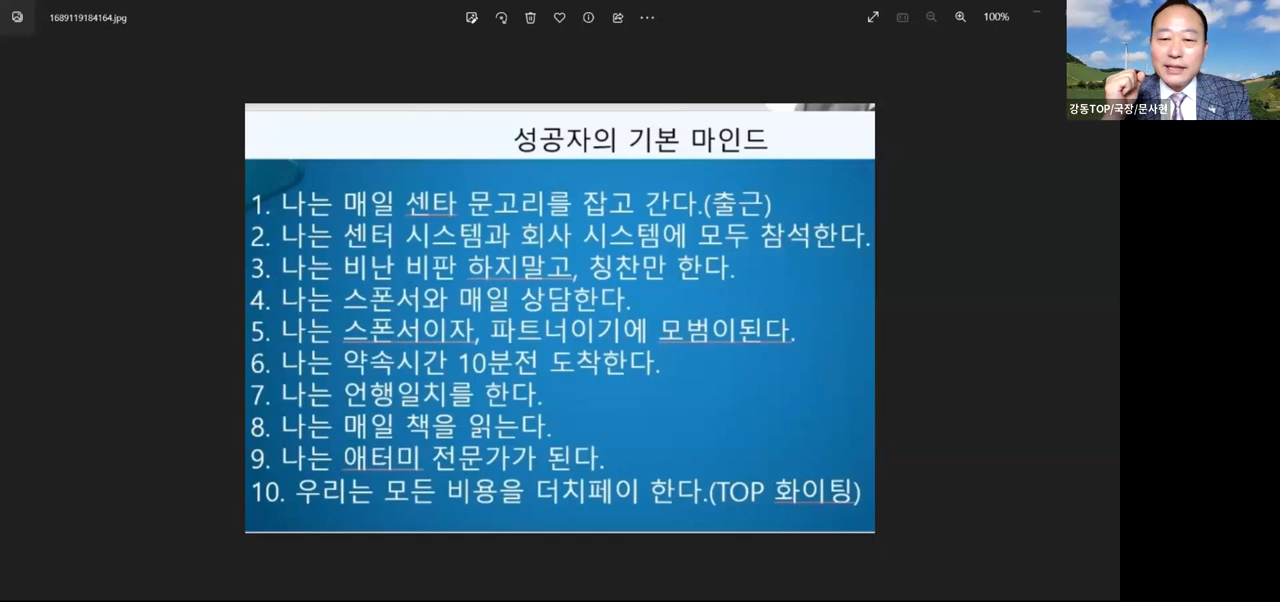 1689119184164.jpg
100%
강동TOP/국장/문사현
성공자의 기본 마인드
1. 나는 매일 센타 문고리를 잡고 간다.(출근)
2. 나는 센터 시스템과 회사 시스템에 모두 참석한다.
3. 나는 비난 비판 하지말고, 칭찬만 한다.
4. 나는 스폰서와 매일 상담한다.
5. 나는 스폰서이자, 파트너이기에 모범이된다.
6. 나는 약속시간 10분전 도착한다.
7. 나는 언행일치를 한다.
8. 나는 매일 책을 읽는다.
9. 나는 애터미 전문가가 된다.
10. 우리는 모든 비용을 더치페이 한다.(TOP 화이팅)